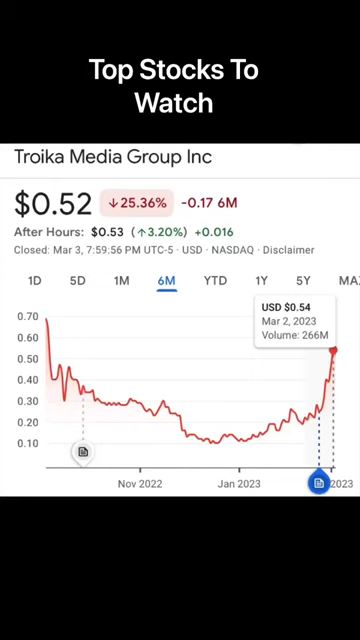 Top Stocks To
Watch
Troika Media Group Inc
$0.52 ↓25.36% -0.17 6M
After Hours: $0.53 (↑3.20%) +0.016
Closed: Mar 3, 7:59:56 PM UTC-5 · USD · NASDAQ · Disclaimer
1D 5D 1M 6M YTD 1Y 5Y MAX
USD $0.54
Mar 2, 2023
Volume: 266M
0.70
0.60
0.50
0.40
0.30
0.20
0.10
Nov 2022 Jan 2023 2023